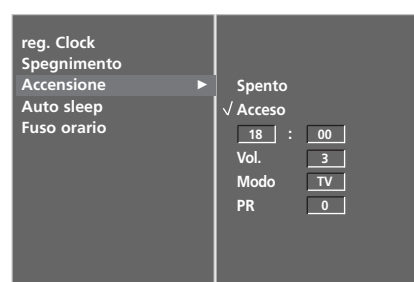 reg. Clock
Spegnimento
Accensione ►
Auto sleep
Fuso orario
Spento
√ Acceso
18 : 00
Vol. 3
Modo TV
PR 0